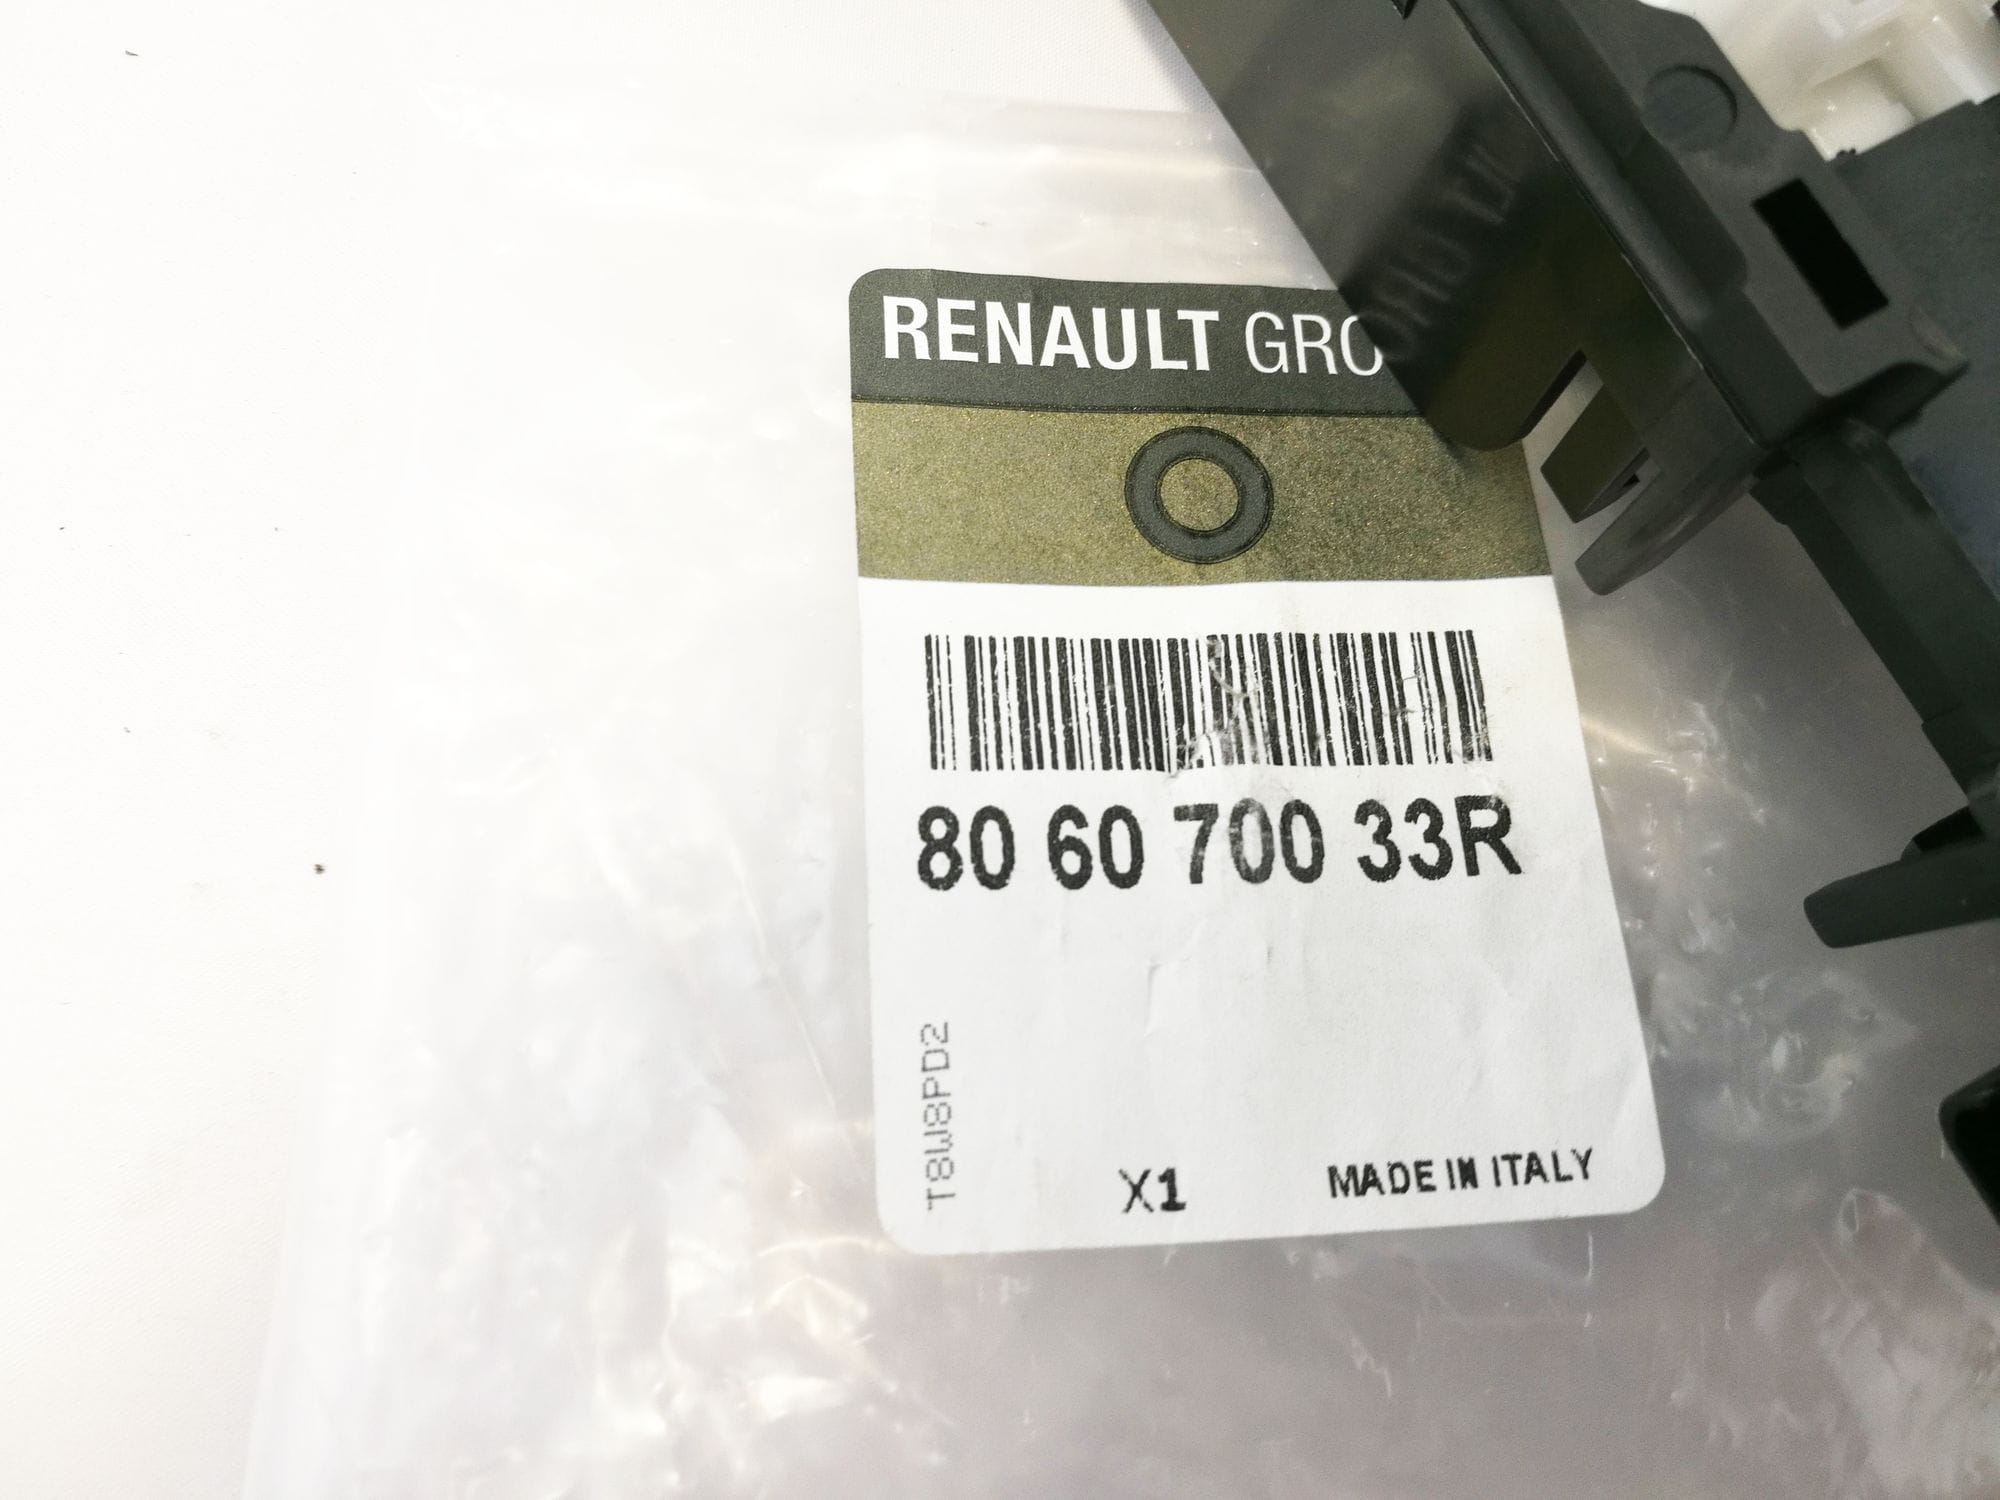 RENAULT GRO
80 60 700 33R
T8W8PD2
X1
MADE IN ITALY